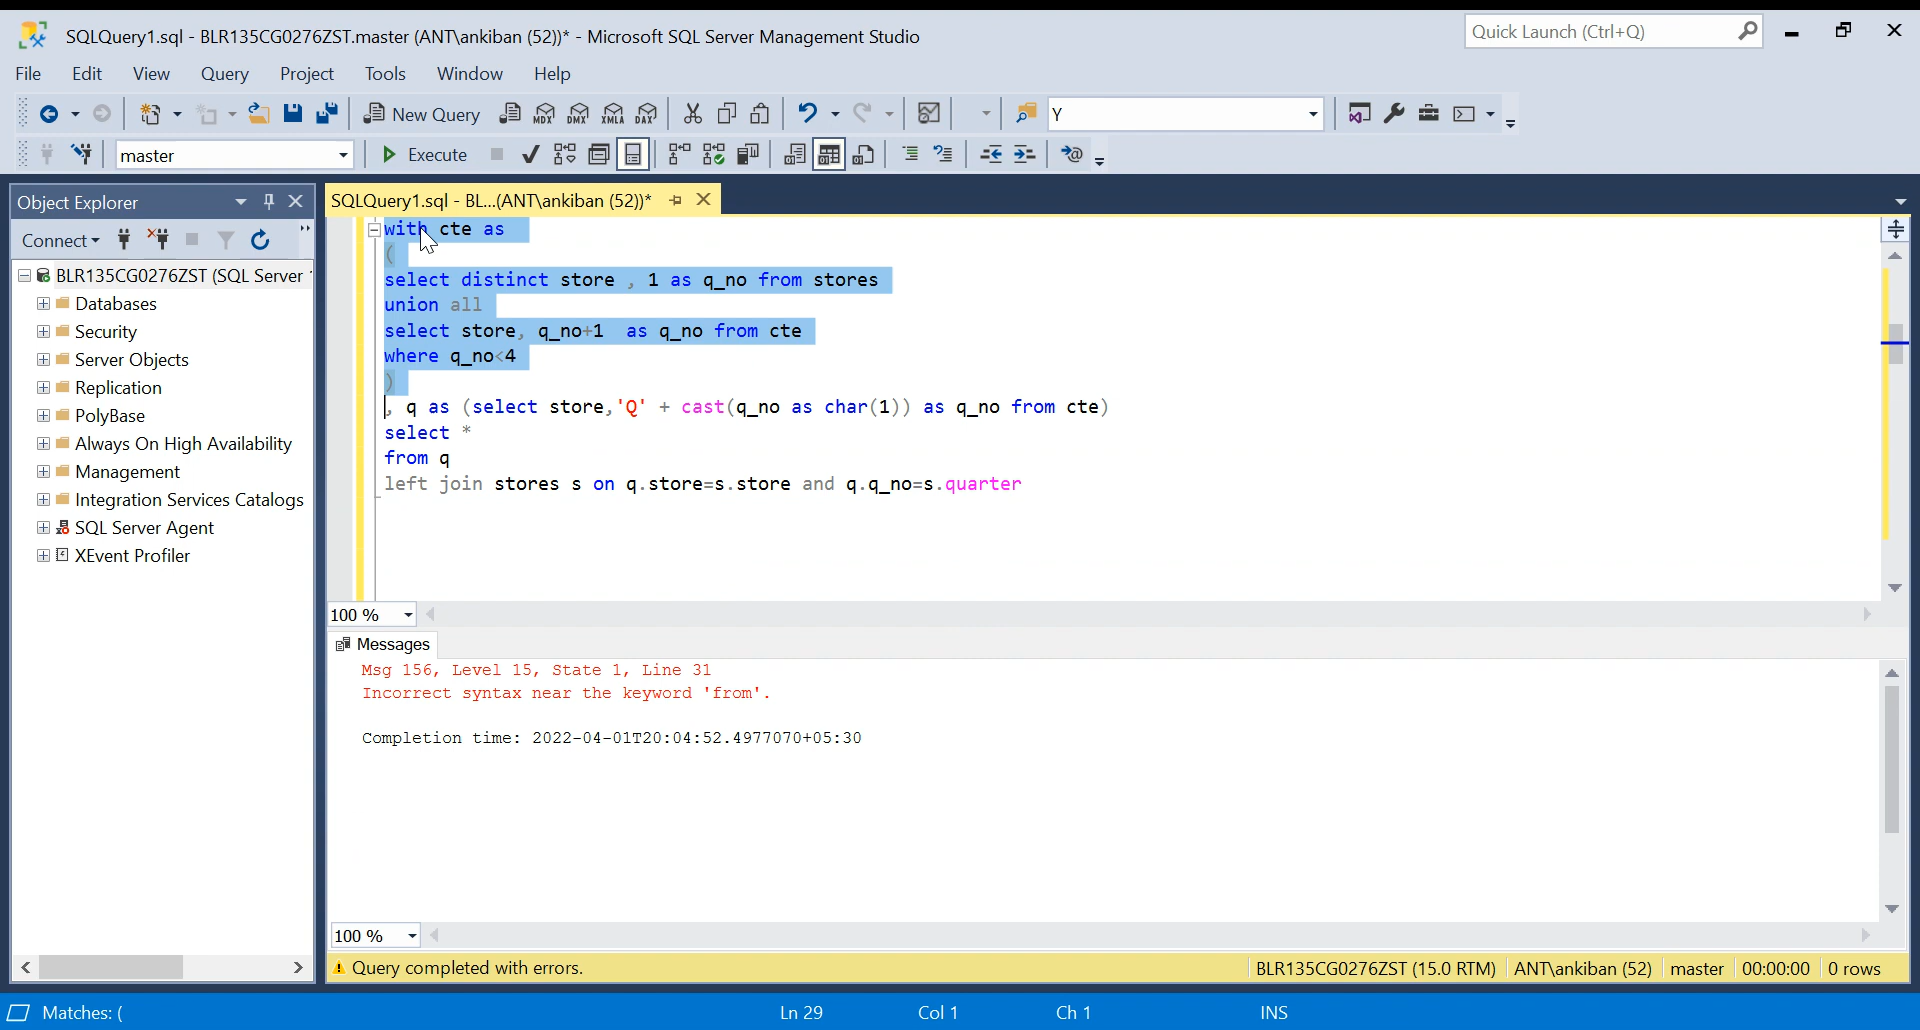 SQLQuery1.sql - BLR135CG0276ZST.master (ANT\ankiban (52))* - Microsoft SQL Server Management Studio
Quick Launch (Ctrl+Q)
File Edit View Query Project Tools Window Help
New Query MDX DMX XMLA DAX Y
master Execute
Object Explorer
SQLQuery1.sql - BL...(ANT\ankiban (52))*
Connect
BLR135CG0276ZST (SQL Server
Databases
Security
Server Objects
Replication
PolyBase
Always On High Availability
Management
Integration Services Catalogs
SQL Server Agent
XEvent Profiler
with cte as
(
select distinct store , 1 as q_no from stores
union all
select store, q_no+1 as q_no from cte
where q_no<4
)
, q as (select store,'Q' + cast(q_no as char(1)) as q_no from cte)
select *
from q
left join stores s on q.store=s.store and q.q_no=s.quarter
100 %
Messages
Msg 156, Level 15, State 1, Line 31
Incorrect syntax near the keyword 'from'.
Completion time: 2022-04-01T20:04:52.4977070+05:30
100 %
Query completed with errors. BLR135CG0276ZST (15.0 RTM) ANT\ankiban (52) master 00:00:00 0 rows
Matches: ( Ln 29 Col 1 Ch 1 INS